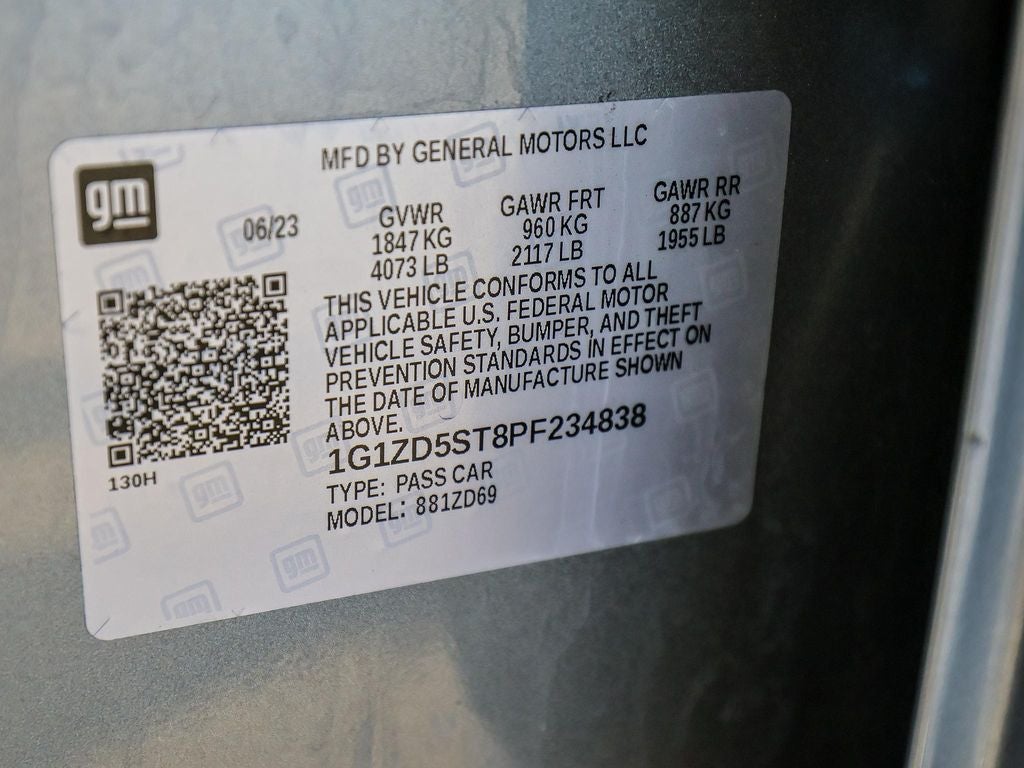 MFD BY GENERAL MOTORS LLC
gm
06/23
GVWR
1847 KG
4073 LB
GAWR FRT
960 KG
2117 LB
GAWR RR
887 KG
1955 LB
THIS VEHICLE CONFORMS TO ALL
APPLICABLE U.S. FEDERAL MOTOR
VEHICLE SAFETY, BUMPER, AND THEFT
PREVENTION STANDARDS IN EFFECT ON
THE DATE OF MANUFACTURE SHOWN
ABOVE.
1G1ZD5ST8PF234838
TYPE: PASS CAR
MODEL: 881ZD69
130H